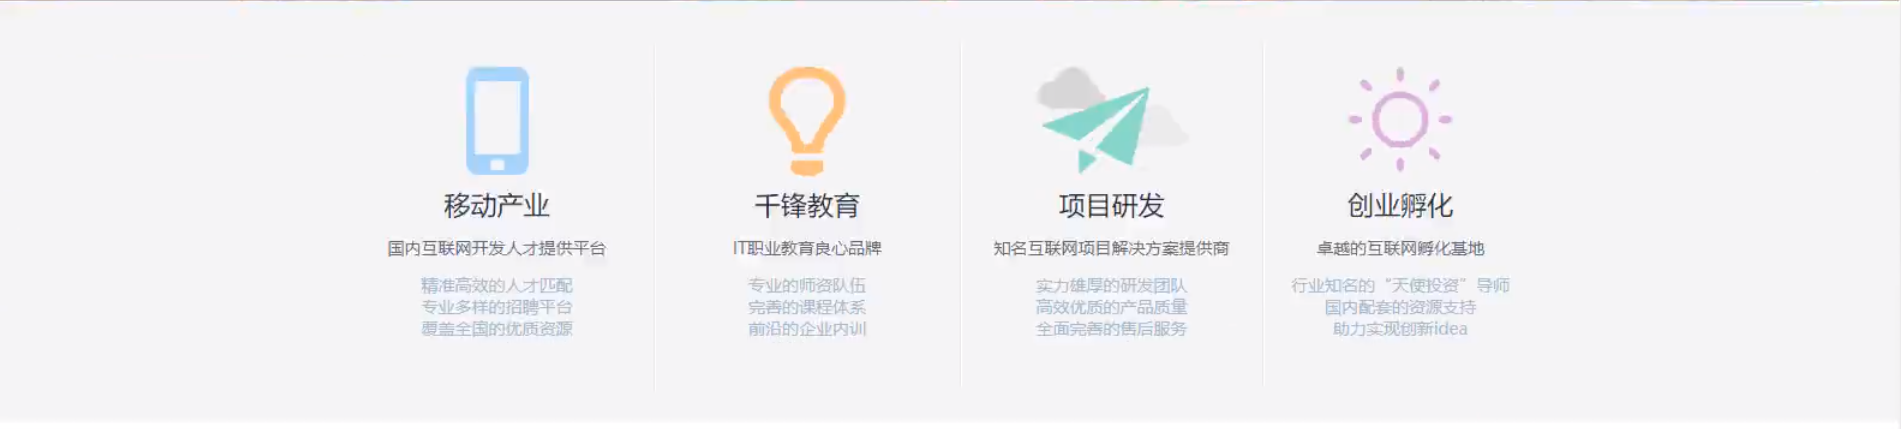 移动产业
国内互联网开发人才提供平台
精准高效的人才匹配
专业多样的招聘平台
覆盖全国的优质资源
千锋教育
IT职业教育良心品牌
专业的师资队伍
完善的课程体系
前沿的企业内训
项目研发
知名互联网项目解决方案提供商
实力雄厚的研发团队
高效优质的产品质量
全面完善的售后服务
创业孵化
卓越的互联网孵化基地
行业知名的“天使投资”导师
国内配套的资源支持
助力实现创新idea